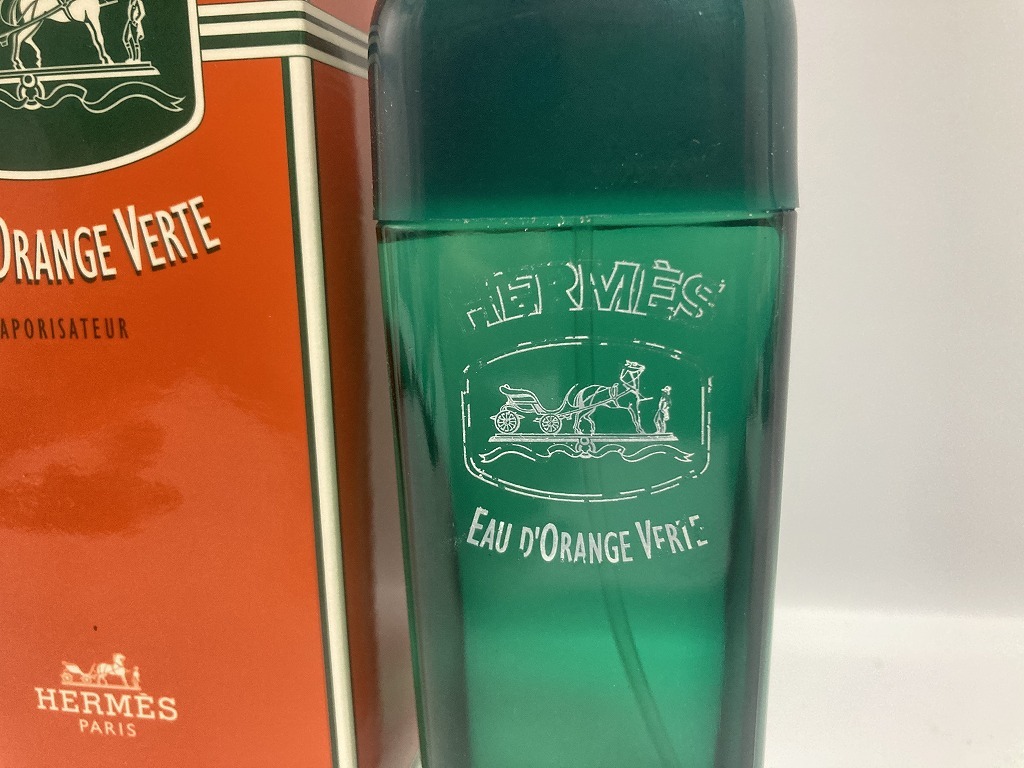 ORANGE VERTE
APORISATEUR
HERMÈS
PARIS
HERMÈS
EAU D'ORANGE VERTE